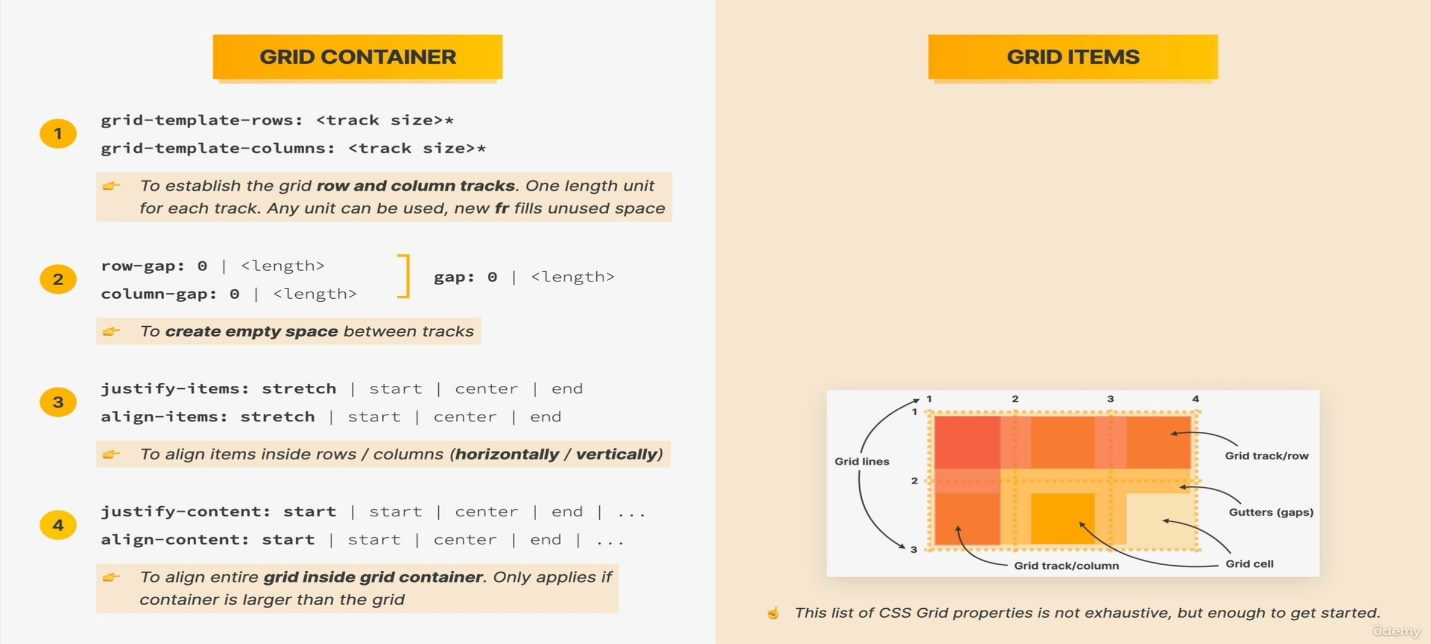 GRID CONTAINER
1
grid-template-rows: <track size>*
grid-template-columns: <track size>*
👉 To establish the grid row and column tracks. One length unit
for each track. Any unit can be used, new fr fills unused space
2
row-gap: 0 | <length>
column-gap: 0 | <length>
gap: 0 | <length>
👉 To create empty space between tracks
3
justify-items: stretch | start | center | end
align-items: stretch | start | center | end
👉 To align items inside rows / columns (horizontally / vertically)
4
justify-content: start | start | center | end | ...
align-content: start | start | center | end | ...
👉 To align entire grid inside grid container. Only applies if
container is larger than the grid
GRID ITEMS
1 2 3 4
1
Grid track/row
Grid lines
2
Gutters (gaps)
3
Grid cell
Grid track/column
☝ This list of CSS Grid properties is not exhaustive, but enough to get started.
ûdemy